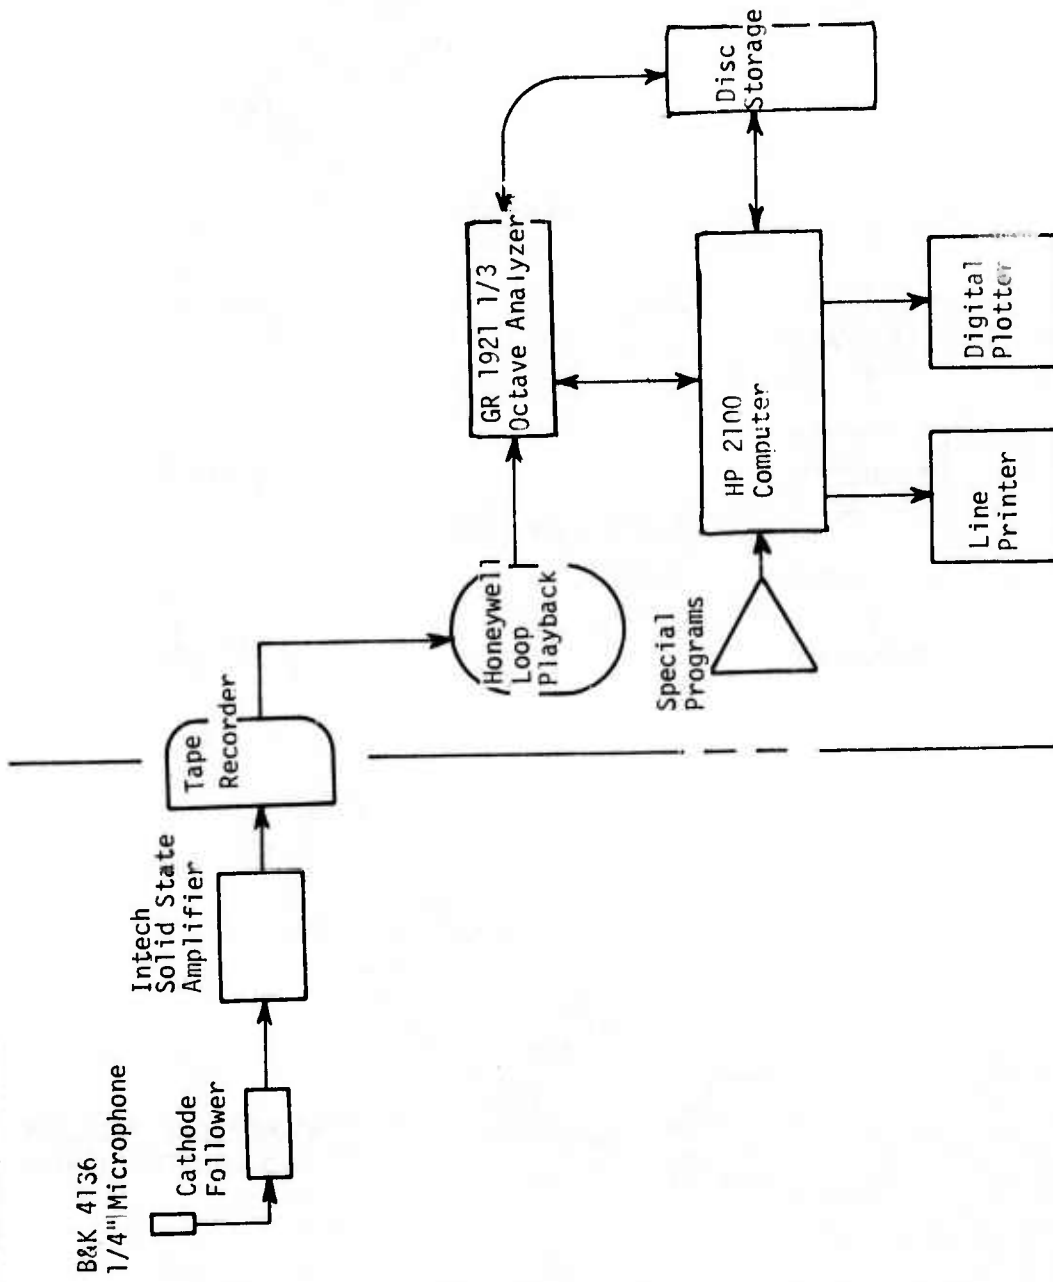 B&K 4136
1/4" Microphone
Cathode
Follower
Intech
Solid State
Amplifier
Tape
Recorder
Honeywell
Loop
Playback
GR 1921 1/3
Octave Analyzer
Disc
Storage
Special
Programs
HP 2100
Computer
Line
Printer
Digital
Plotter